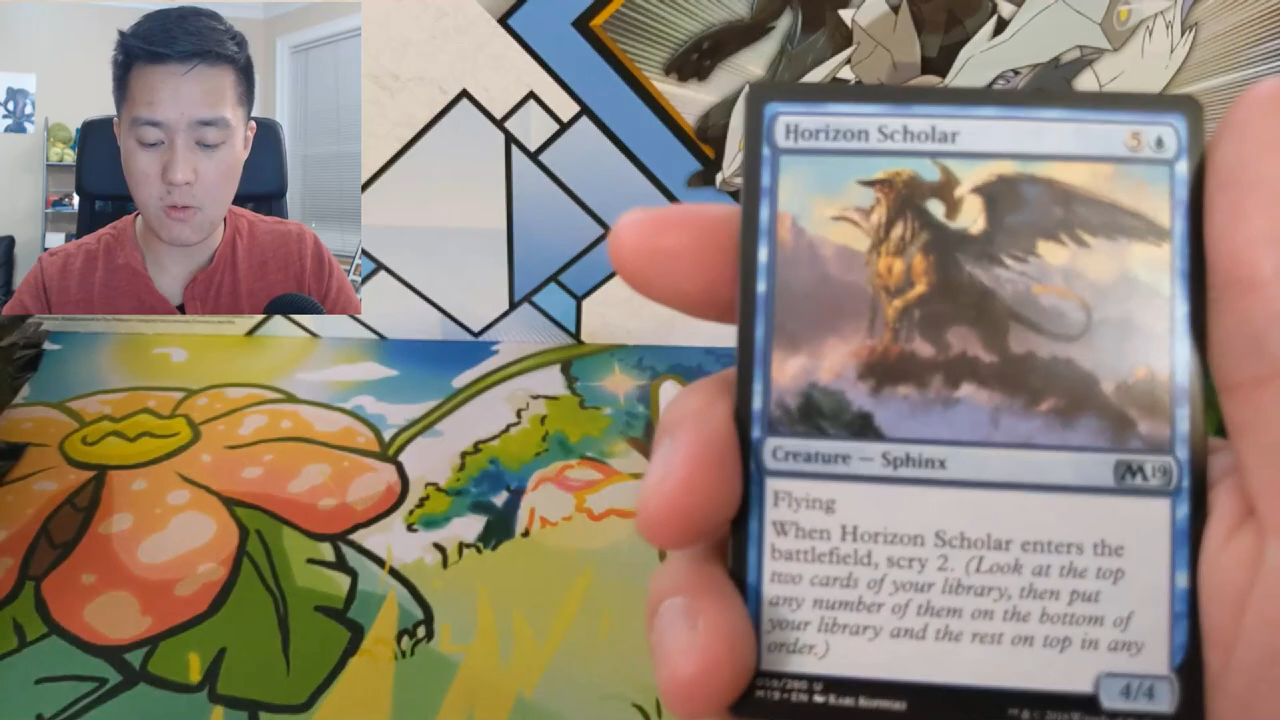 Horizon Scholar 5
Creature — Sphinx M19
Flying
When Horizon Scholar enters the
battlefield, scry 2. (Look at the top
two cards of your library, then put
any number of them on the bottom of
your library and the rest on top in any
order.)
4/4
M19 • EN